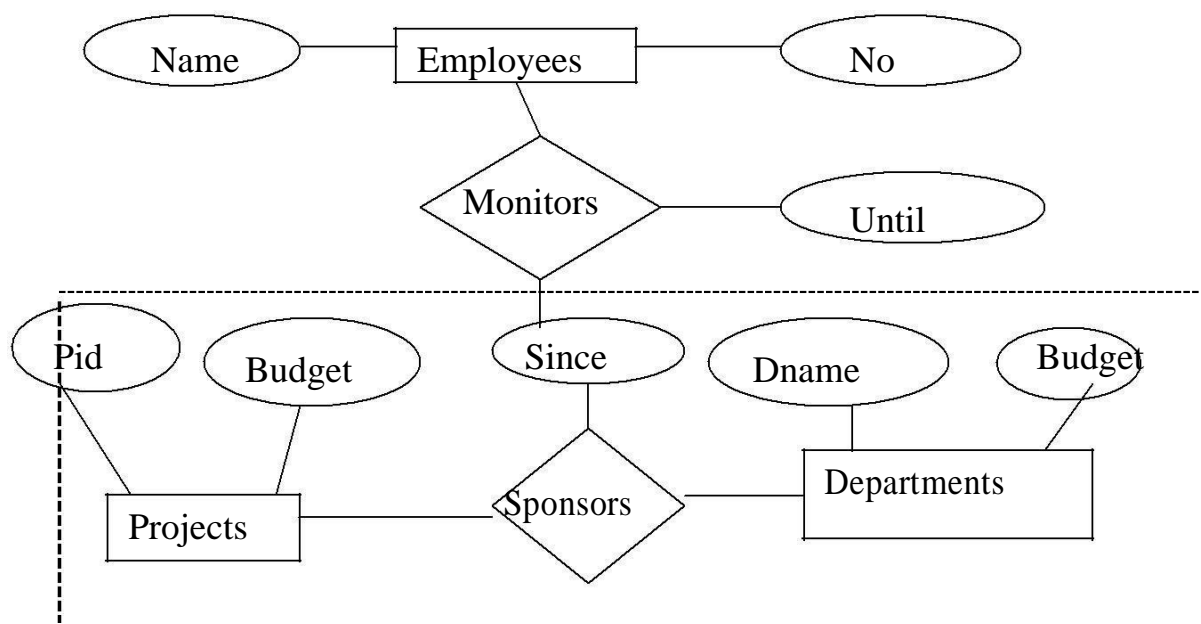 Name
Employees
No
Monitors
Until
Pid
Budget
Since
Dname
Budget
Sponsors
Departments
Projects